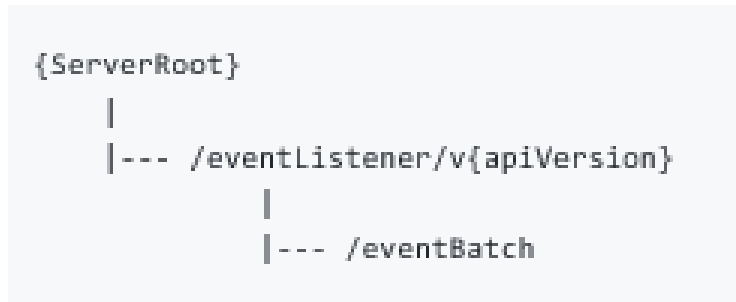 {ServerRoot}
|
|--- /eventListener/v{apiVersion}
|
|--- /eventBatch